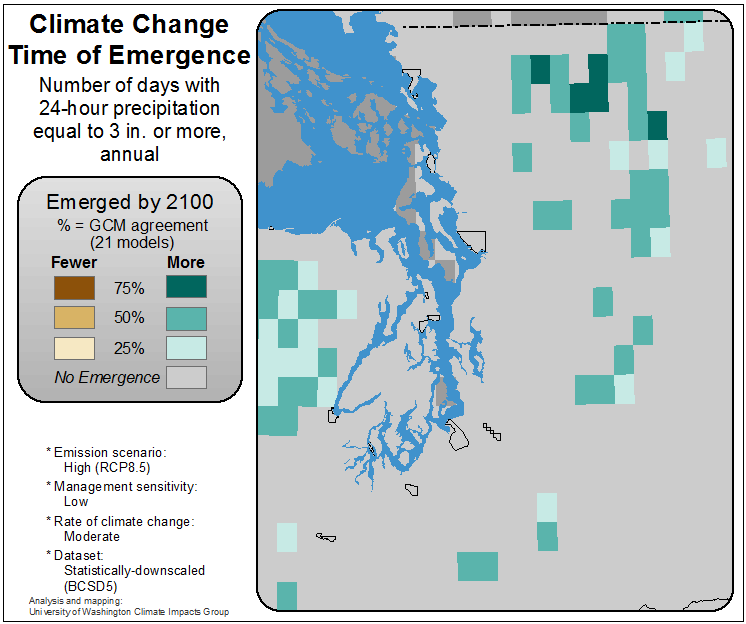 Climate Change
Time of Emergence
Number of days with
24-hour precipitation
equal to 3 in. or more,
annual
Emerged by 2100
% = GCM agreement
(21 models)
Fewer More
75%
50%
25%
No Emergence
* Emission scenario:
High (RCP8.5)
* Management sensitivity:
Low
* Rate of climate change:
Moderate
* Dataset:
Statistically-downscaled
(BCSD5)
Analysis and mapping:
University of Washington Climate Impacts Group